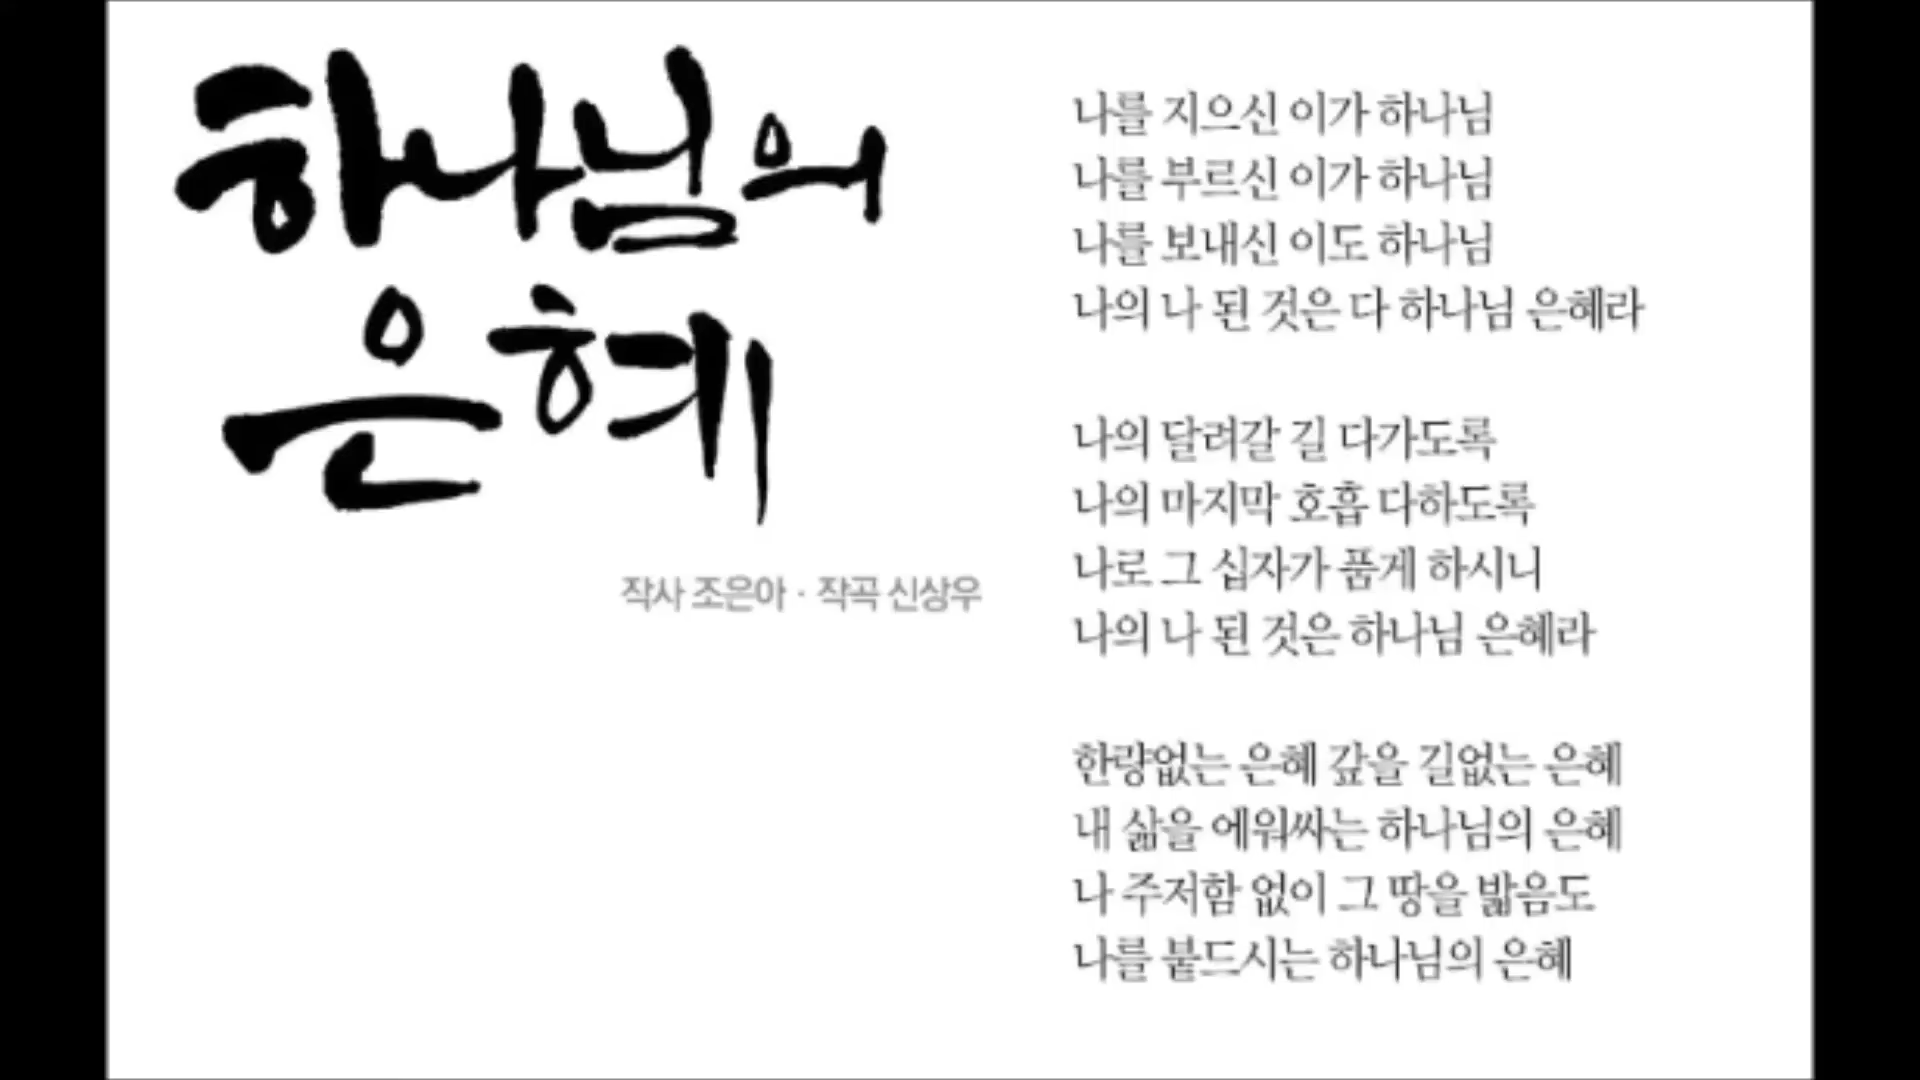 하나님의
은혜
작사 조은아 · 작곡 신상우
나를 지으신 이가 하나님
나를 부르신 이가 하나님
나를 보내신 이도 하나님
나의 나 된 것은 다 하나님 은혜라
나의 달려갈 길 다가도록
나의 마지막 호흡 다하도록
나로 그 십자가 품게 하시니
나의 나 된 것은 하나님 은혜라
한량없는 은혜 갚을 길없는 은혜
내 삶을 에워싸는 하나님의 은혜
나 주저함 없이 그 땅을 밟음도
나를 붙드시는 하나님의 은혜